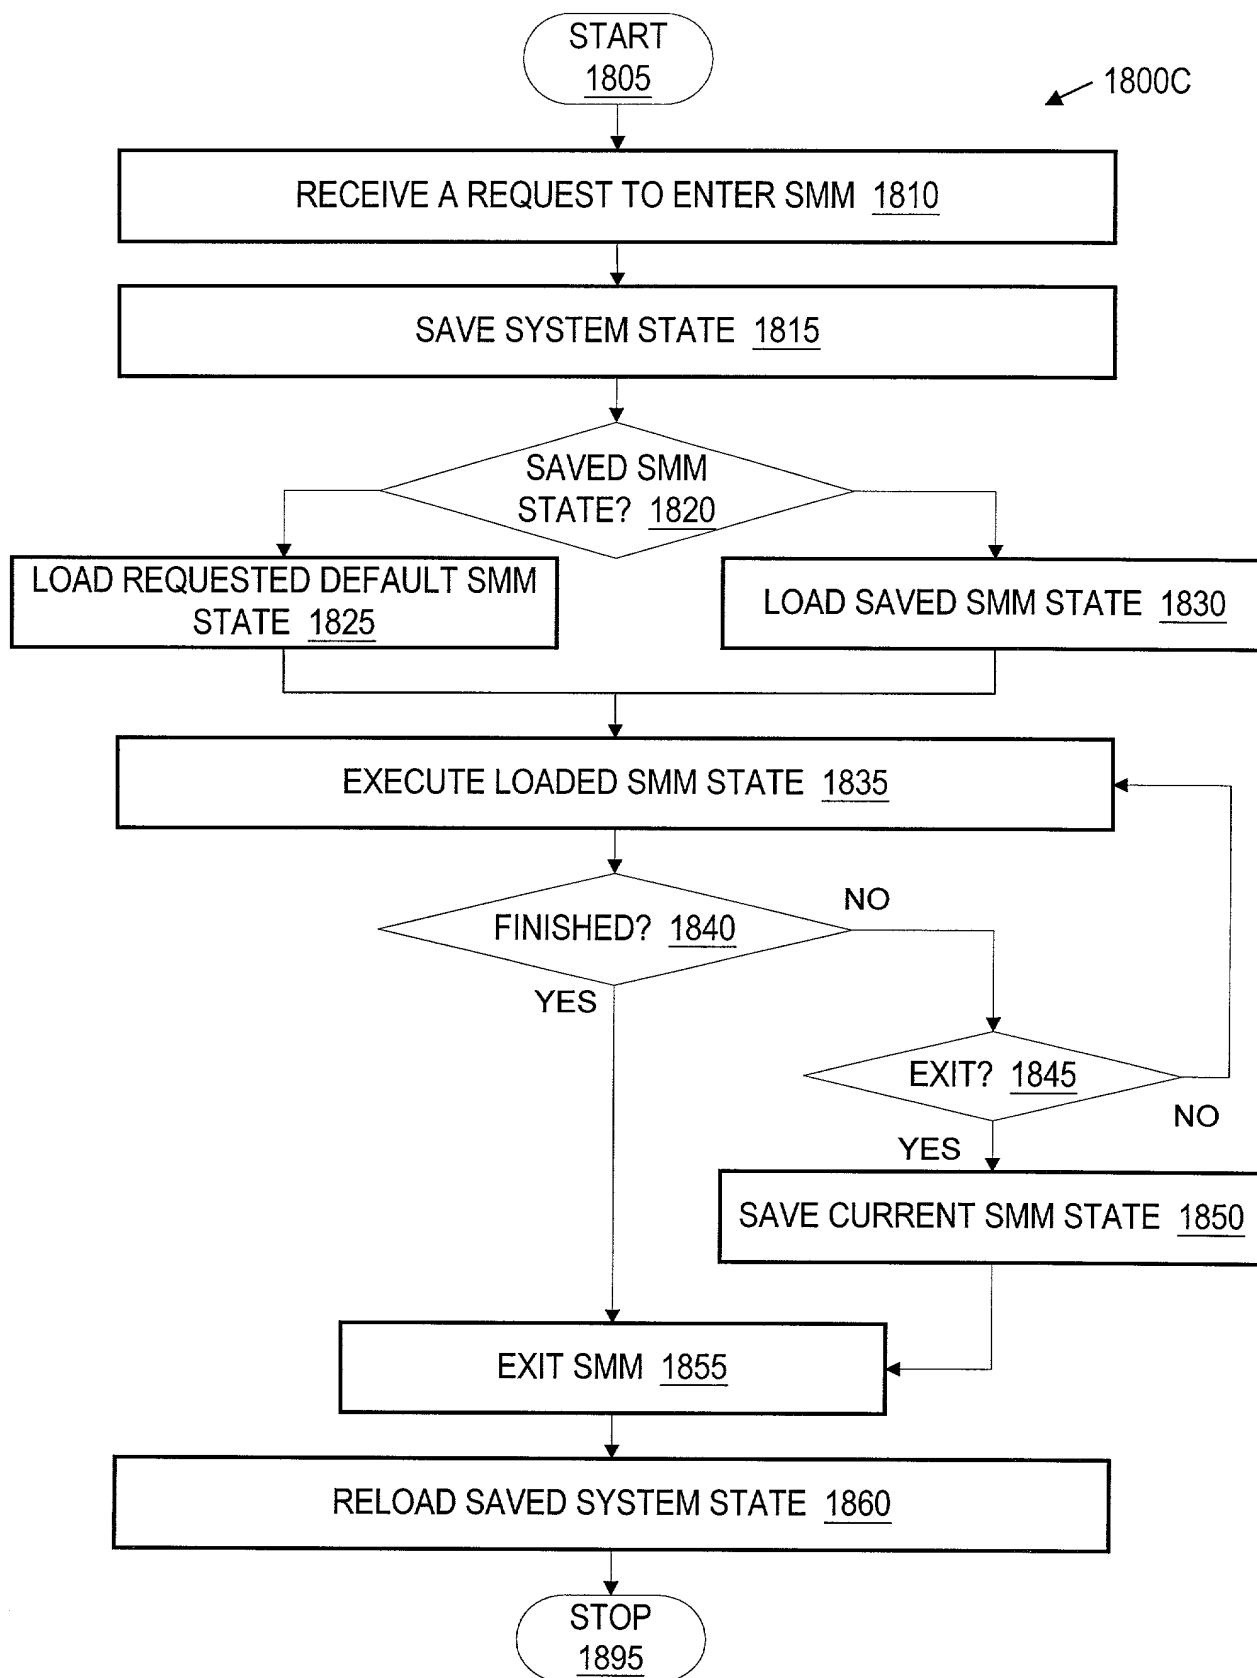 START
1805
1800C
RECEIVE A REQUEST TO ENTER SMM 1810
SAVE SYSTEM STATE 1815
SAVED SMM
STATE? 1820
LOAD REQUESTED DEFAULT SMM
STATE 1825
LOAD SAVED SMM STATE 1830
EXECUTE LOADED SMM STATE 1835
FINISHED? 1840
NO
YES
EXIT? 1845
NO
YES
SAVE CURRENT SMM STATE 1850
EXIT SMM 1855
RELOAD SAVED SYSTEM STATE 1860
STOP
1895